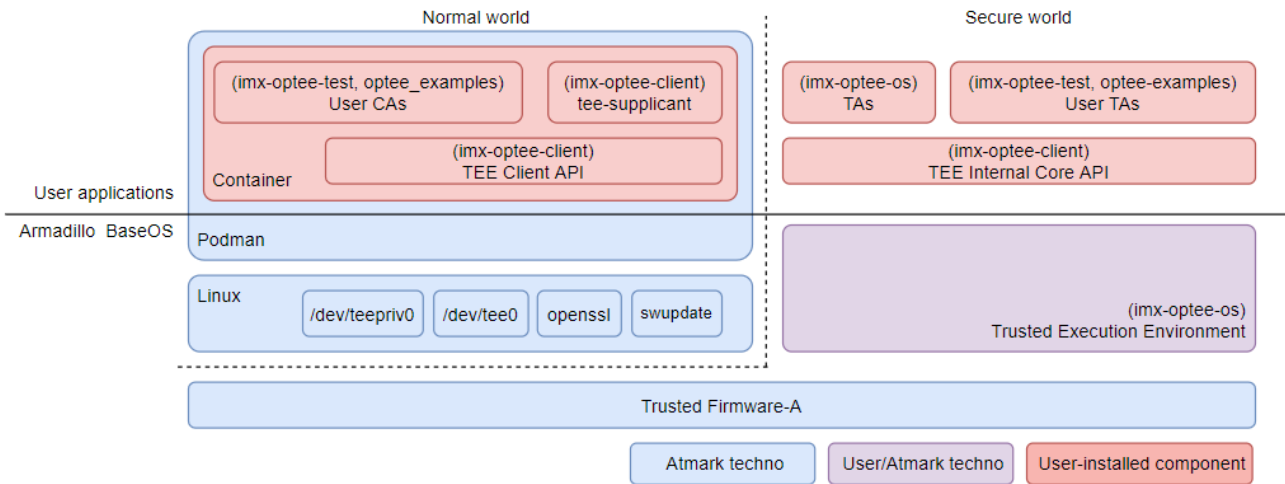 Normal world
Secure world
(imx-optee-test, optee_examples)
User CAs
(imx-optee-client)
tee-supplicant
(imx-optee-os)
TAs
(imx-optee-test, optee-examples)
User TAs
(imx-optee-client)
TEE Client API
(imx-optee-client)
TEE Internal Core API
Container
User applications
Armadillo BaseOS
Podman
Linux
/dev/teepriv0
/dev/tee0
openssl
swupdate
(imx-optee-os)
Trusted Execution Environment
Trusted Firmware-A
Atmark techno
User/Atmark techno
User-installed component